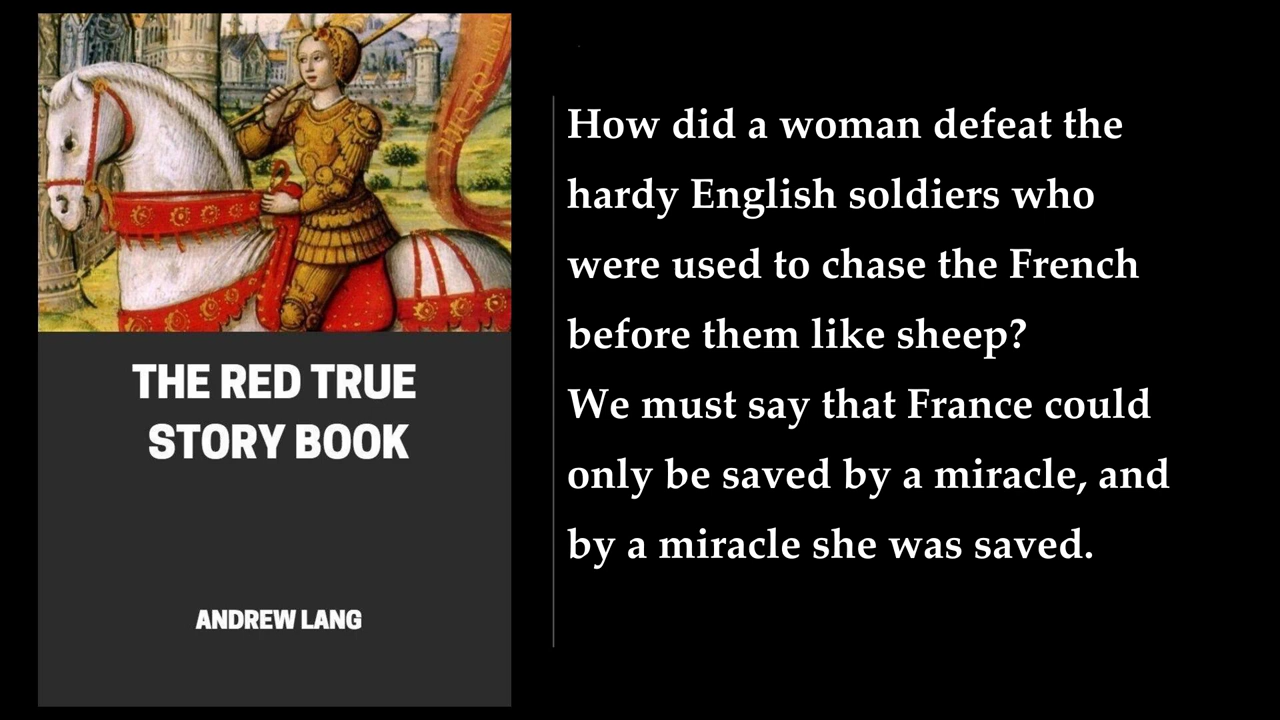 THE RED TRUE
STORY BOOK
ANDREW LANG
How did a woman defeat the
hardy English soldiers who
were used to chase the French
before them like sheep?
We must say that France could
only be saved by a miracle, and
by a miracle she was saved.